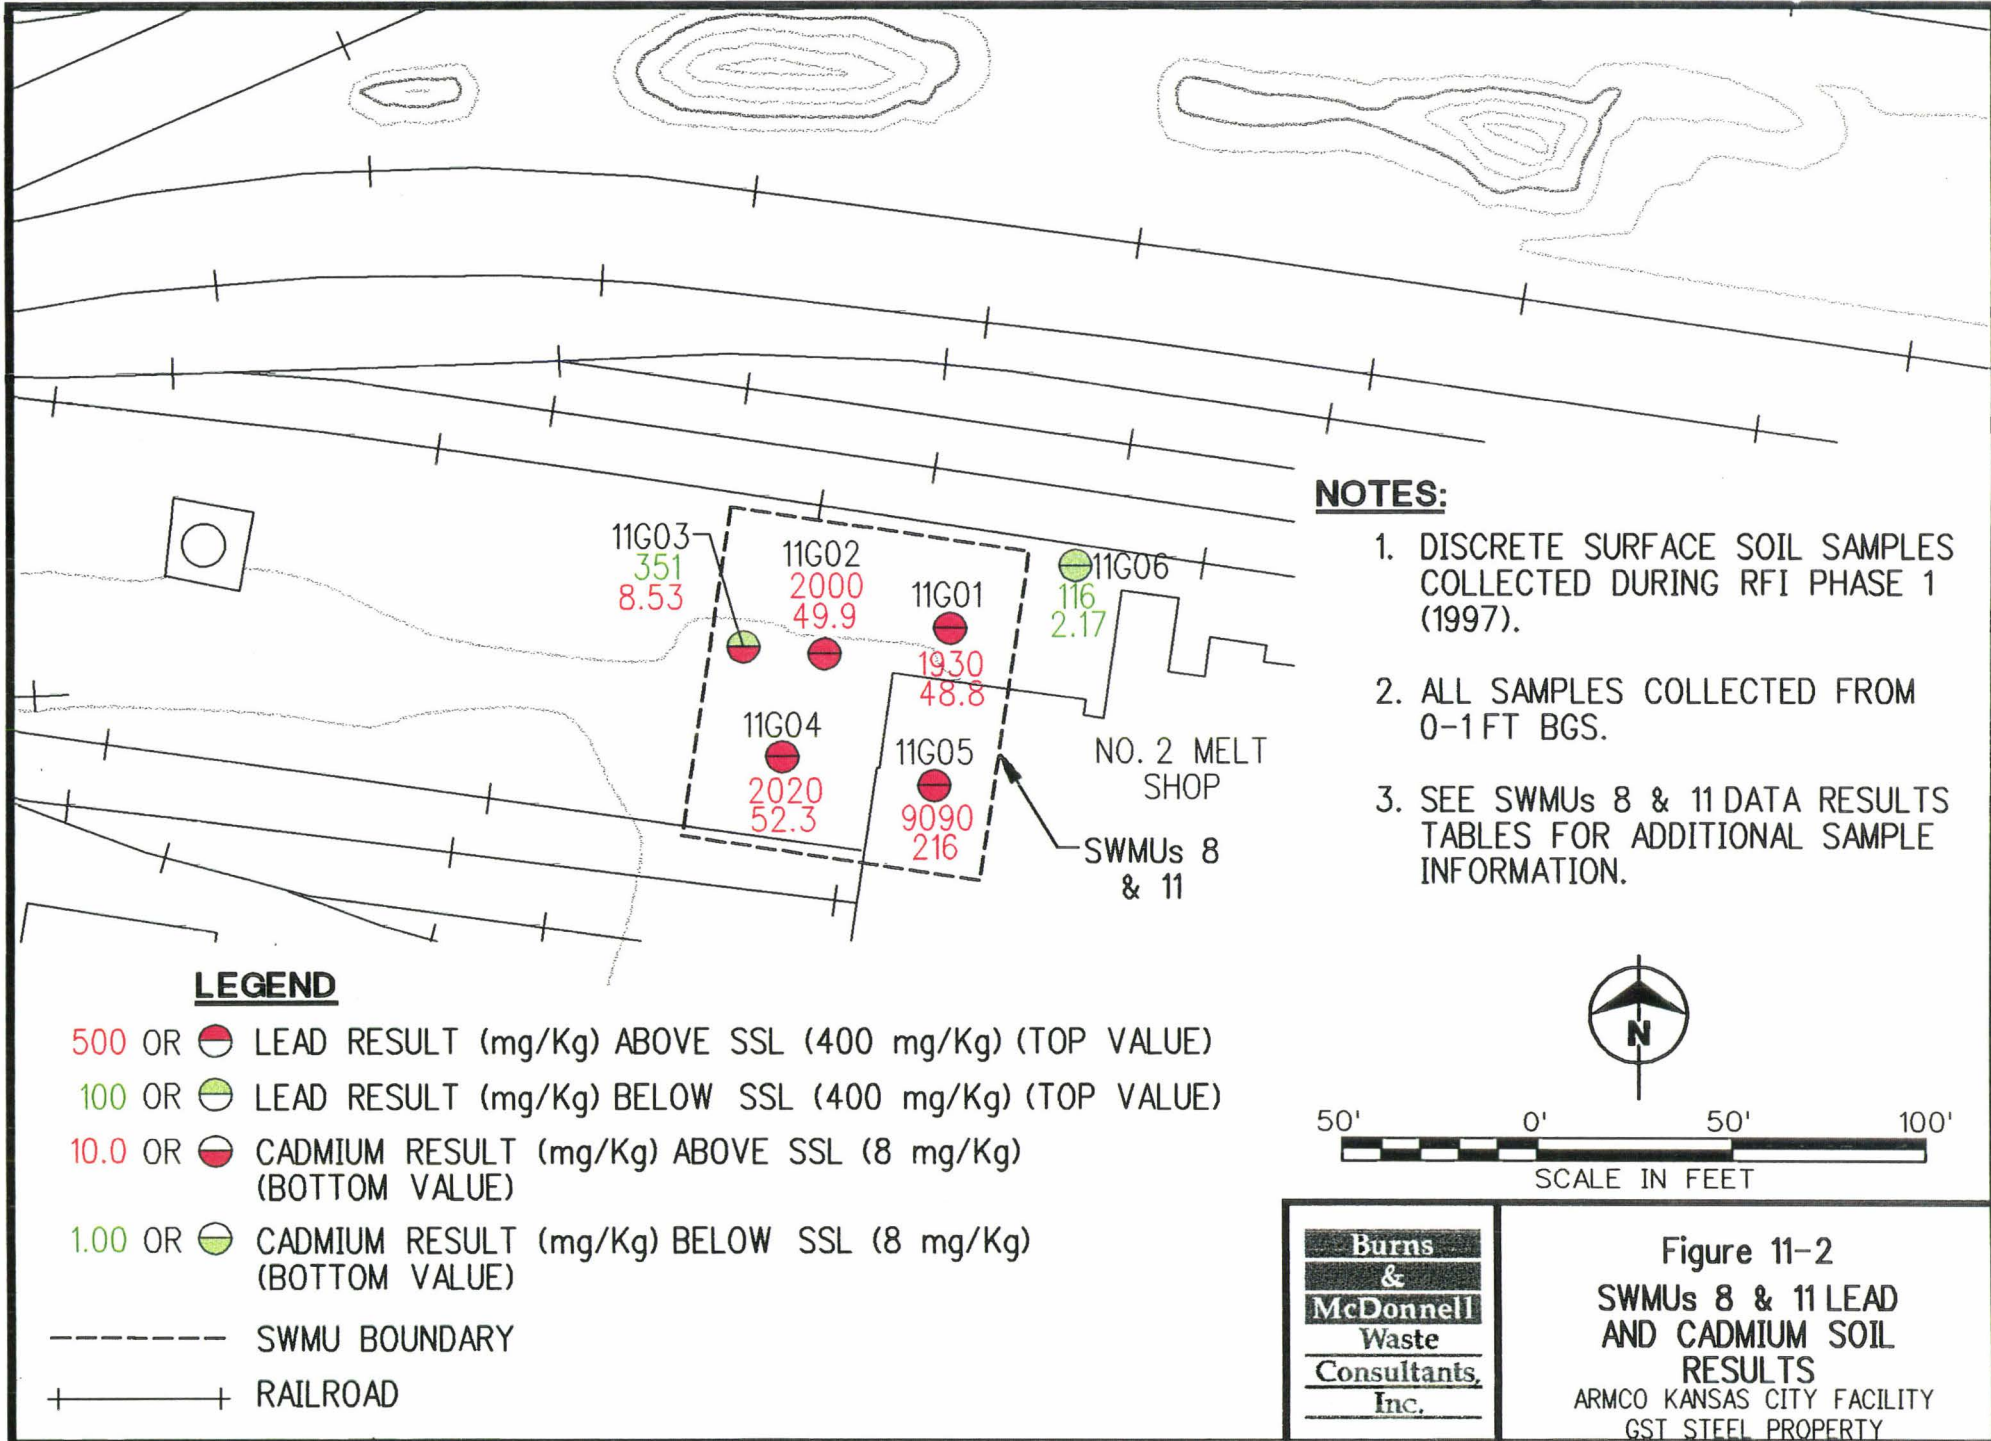 11G03
351
8.53
11G02
2000
49.9
11G01
1930
48.8
11G06
116
2.17
11G04
2020
52.3
11G05
9090
216
NO. 2 MELT
SHOP
SWMUs 8
& 11
NOTES:
1. DISCRETE SURFACE SOIL SAMPLES
COLLECTED DURING RFI PHASE 1
(1997).
2. ALL SAMPLES COLLECTED FROM
0-1 FT BGS.
3. SEE SWMUs 8 & 11 DATA RESULTS
TABLES FOR ADDITIONAL SAMPLE
INFORMATION.
LEGEND
500 OR LEAD RESULT (mg/Kg) ABOVE SSL (400 mg/Kg) (TOP VALUE)
100 OR LEAD RESULT (mg/Kg) BELOW SSL (400 mg/Kg) (TOP VALUE)
10.0 OR CADMIUM RESULT (mg/Kg) ABOVE SSL (8 mg/Kg)
(BOTTOM VALUE)
1.00 OR CADMIUM RESULT (mg/Kg) BELOW SSL (8 mg/Kg)
(BOTTOM VALUE)
SWMU BOUNDARY
RAILROAD
N
50' 0' 50' 100'
SCALE IN FEET
Burns
&
McDonnell
Waste
Consultants,
Inc.
Figure 11-2
SWMUs 8 & 11 LEAD
AND CADMIUM SOIL
RESULTS
ARMCO KANSAS CITY FACILITY
GST STEEL PROPERTY